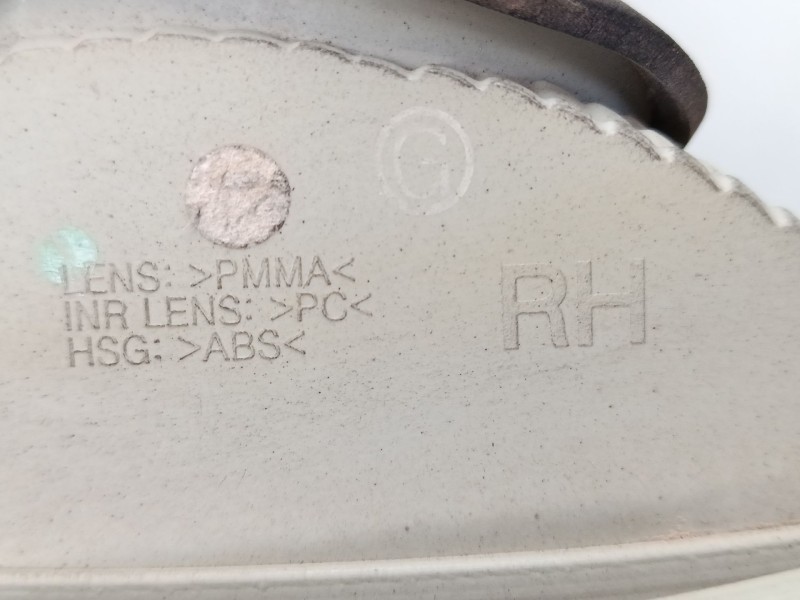 G
LENS: >PMMA<
INR LENS: >PC<
HSG: >ABS<
RH